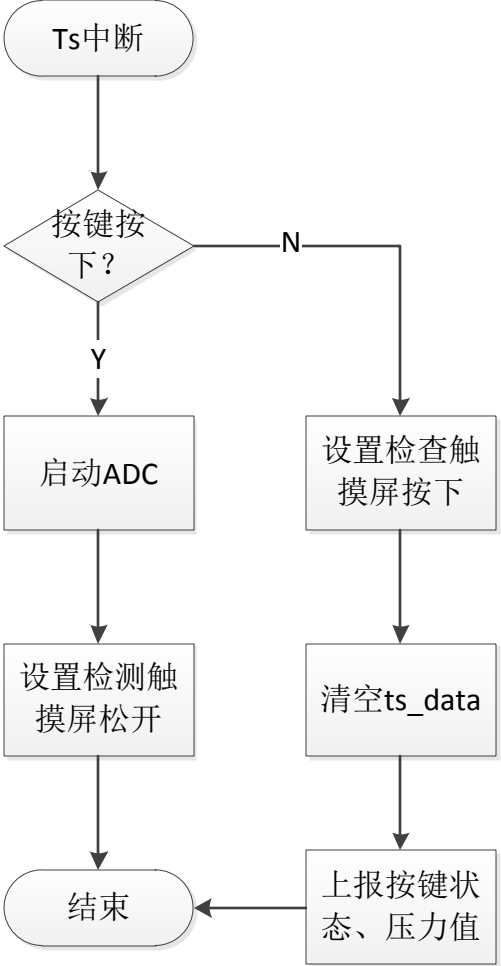 Ts中断
按键按
下？
N
Y
启动ADC
设置检查触
摸屏按下
设置检测触
摸屏松开
清空ts_data
结束
上报按键状
态、压力值